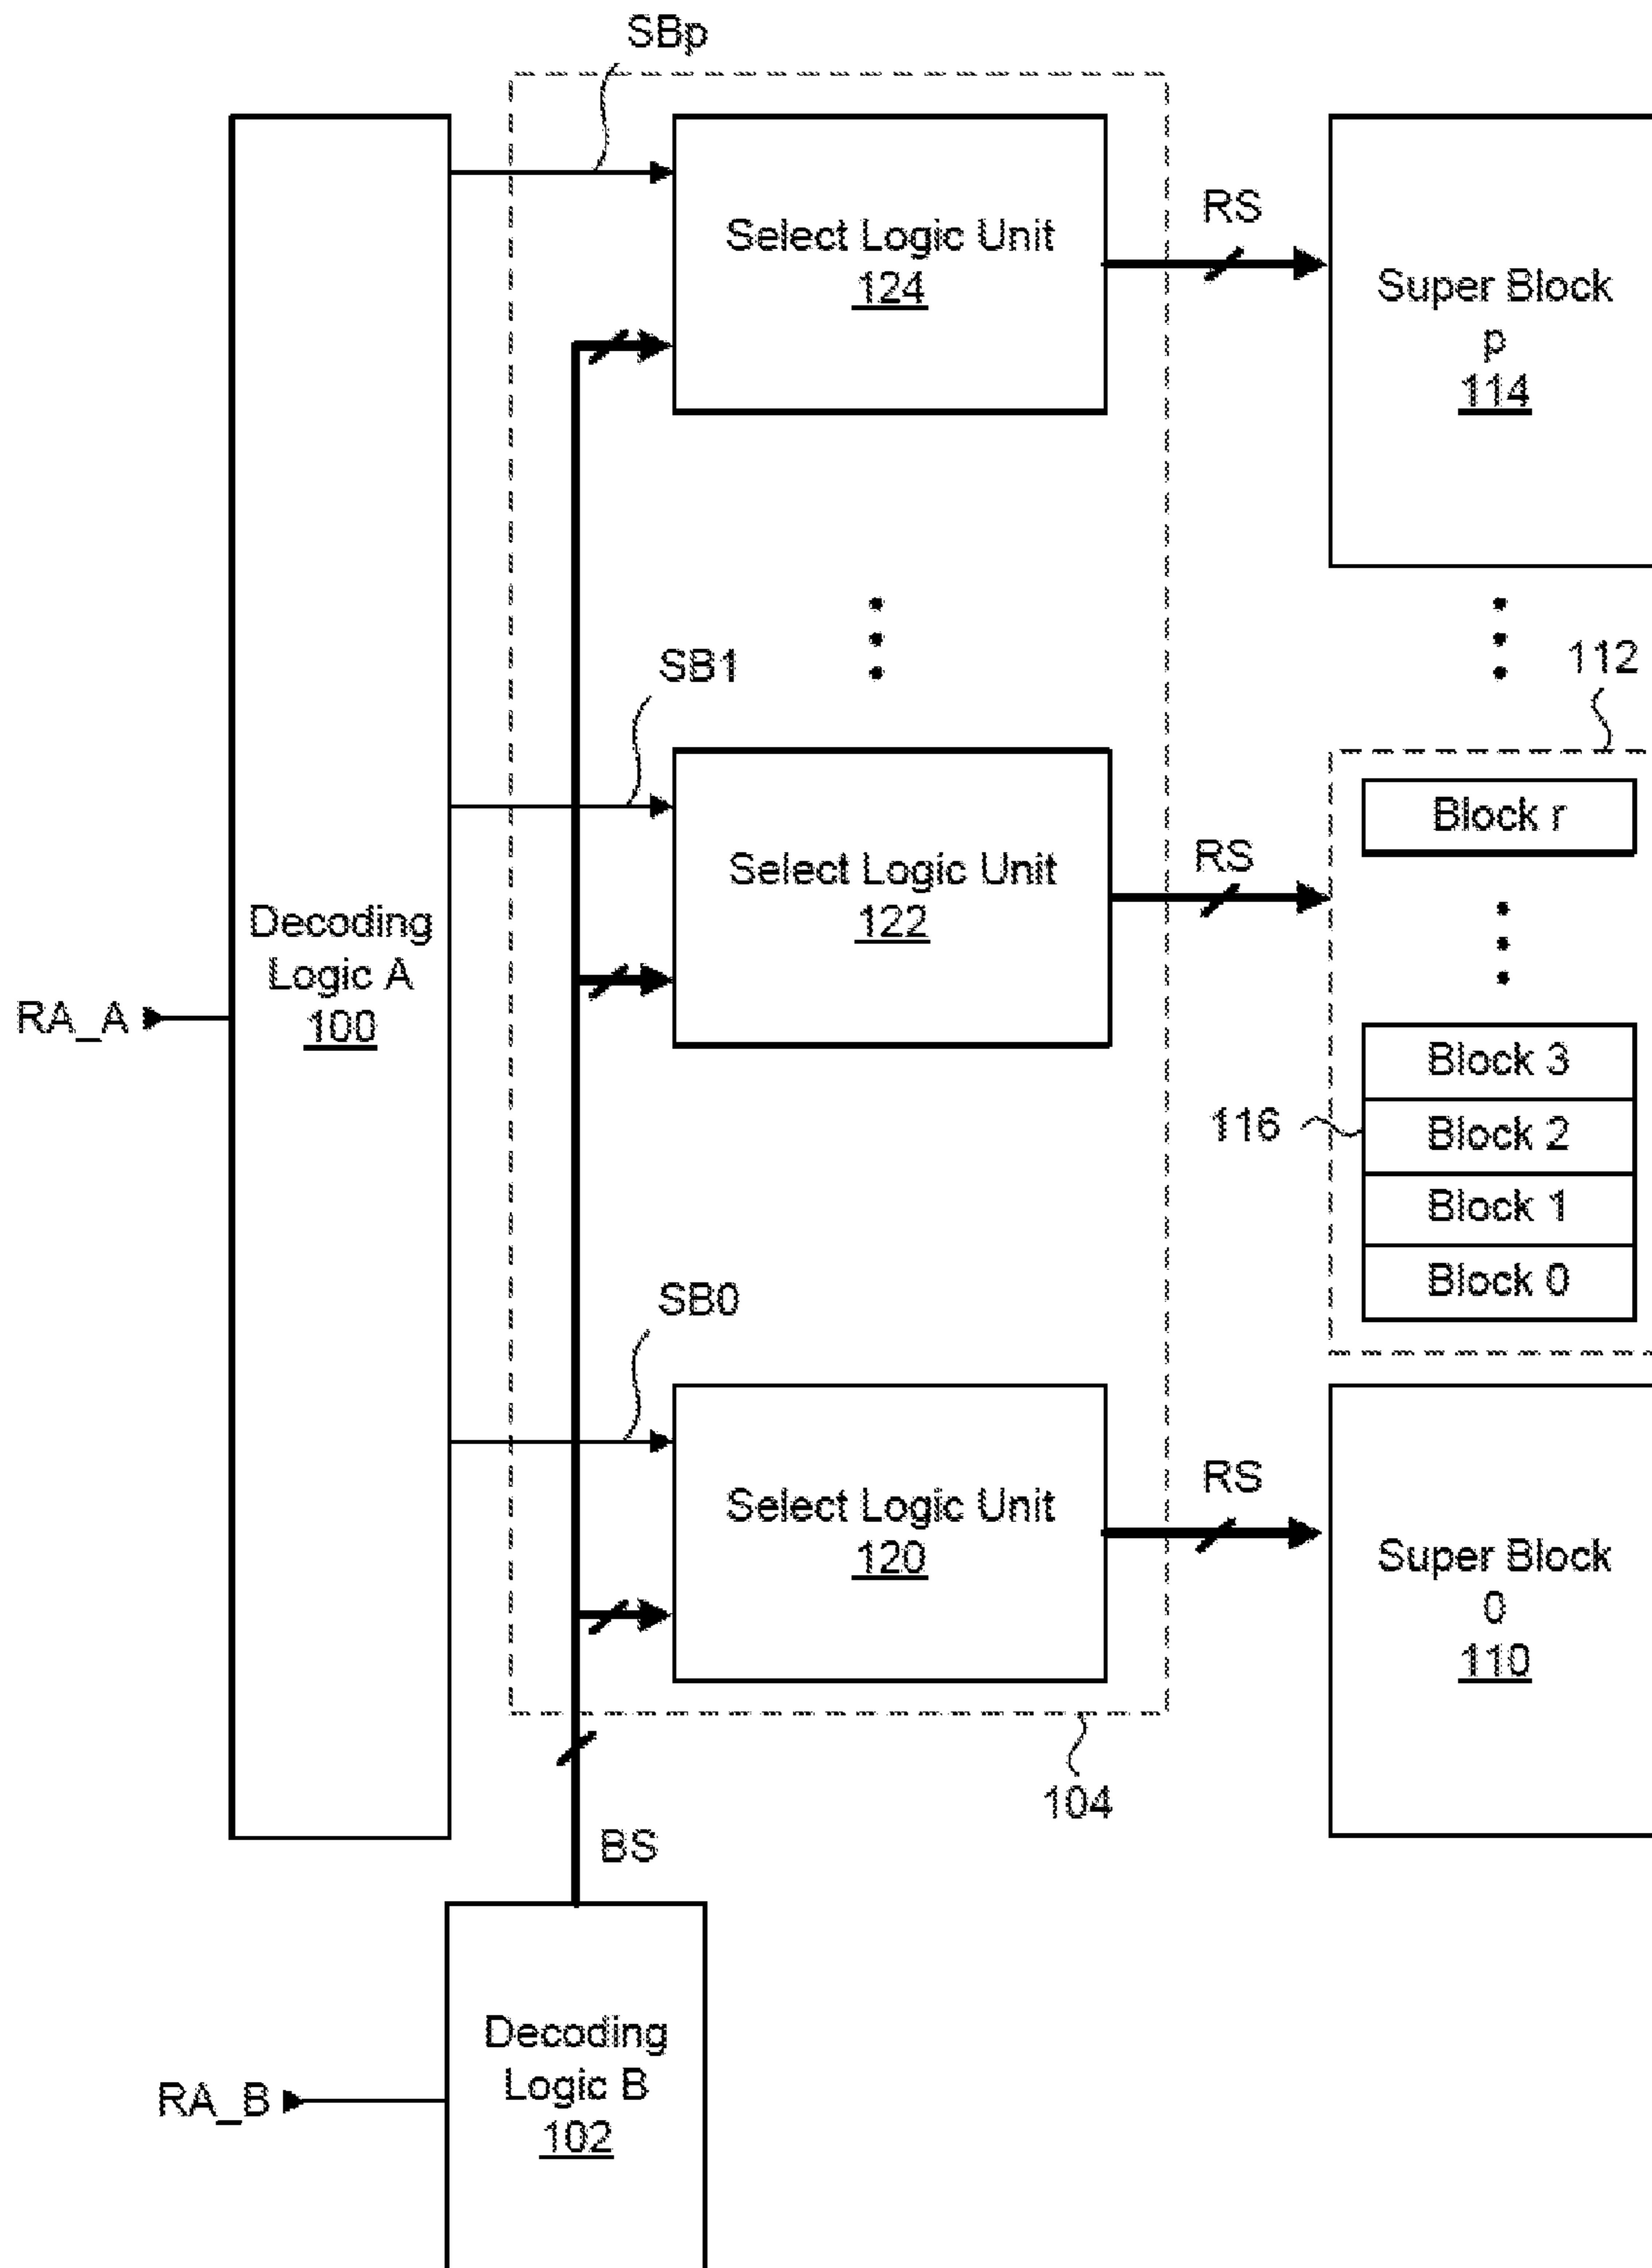 SBp
Select Logic Unit
124
RS
Super Block
p
114
SB1
112
Select Logic Unit
122
RS
Block r
Decoding
Logic A
100
RA_A
Block 3
116
Block 2
Block 1
Block 0
SB0
Select Logic Unit
120
RS
Super Block
0
110
104
BS
Decoding
Logic B
102
RA_B